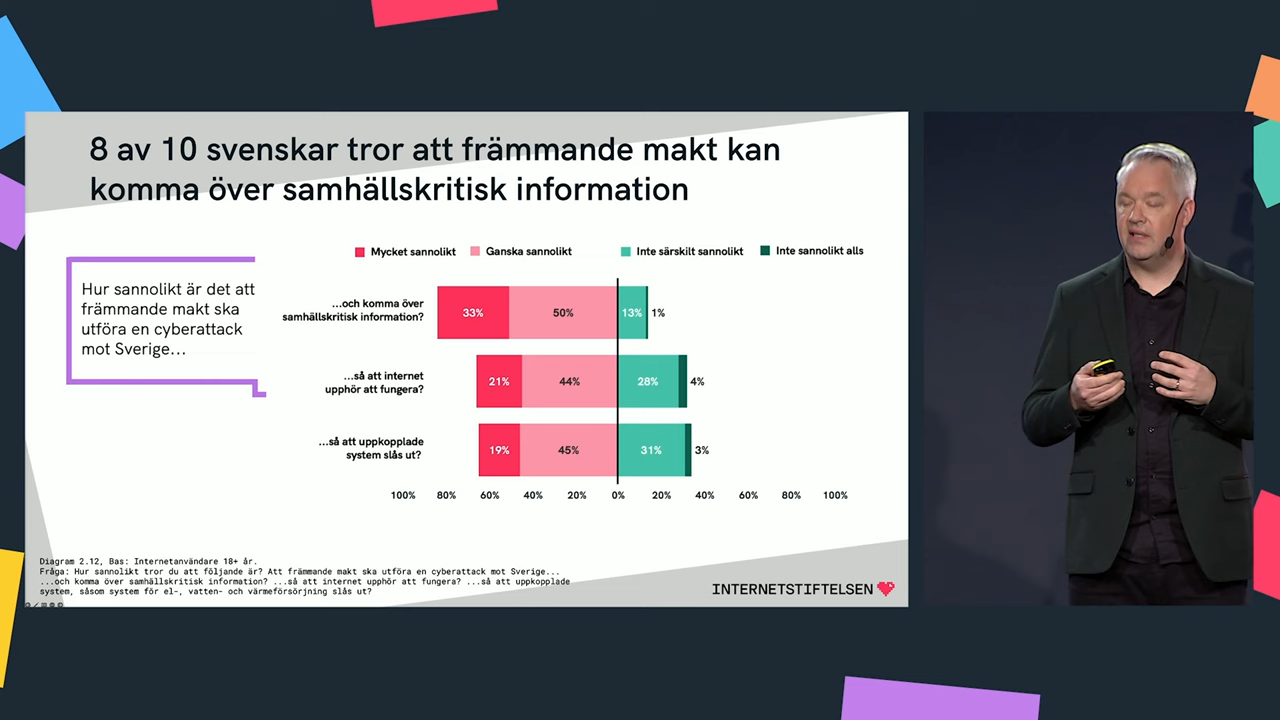 8 av 10 svenskar tror att främmande makt kan
komma över samhällskritisk information
Mycket sannolikt
Ganska sannolikt
Inte särskilt sannolikt
Inte sannolikt alls
Hur sannolikt är det att
främmande makt ska
utföra en cyberattack
mot Sverige...
...och komma över
samhällskritisk information?
33%
50%
13%
1%
...så att internet
upphör att fungera?
21%
44%
28%
4%
...så att uppkopplade
system slås ut?
19%
45%
31%
3%
100% 80% 60% 40% 20% 0% 20% 40% 60% 80% 100%
Diagram 2.12, Bas: Internetanvändare 18+ år.
Fråga: Hur sannolikt tror du att följande är? Att främmande makt ska utföra en cyberattack mot Sverige...
...och komma över samhällskritisk information? ...så att internet upphör att fungera? ...så att uppkopplade
system, såsom system för el-, vatten- och värmeförsörjning slås ut?
INTERNETSTIFTELSEN